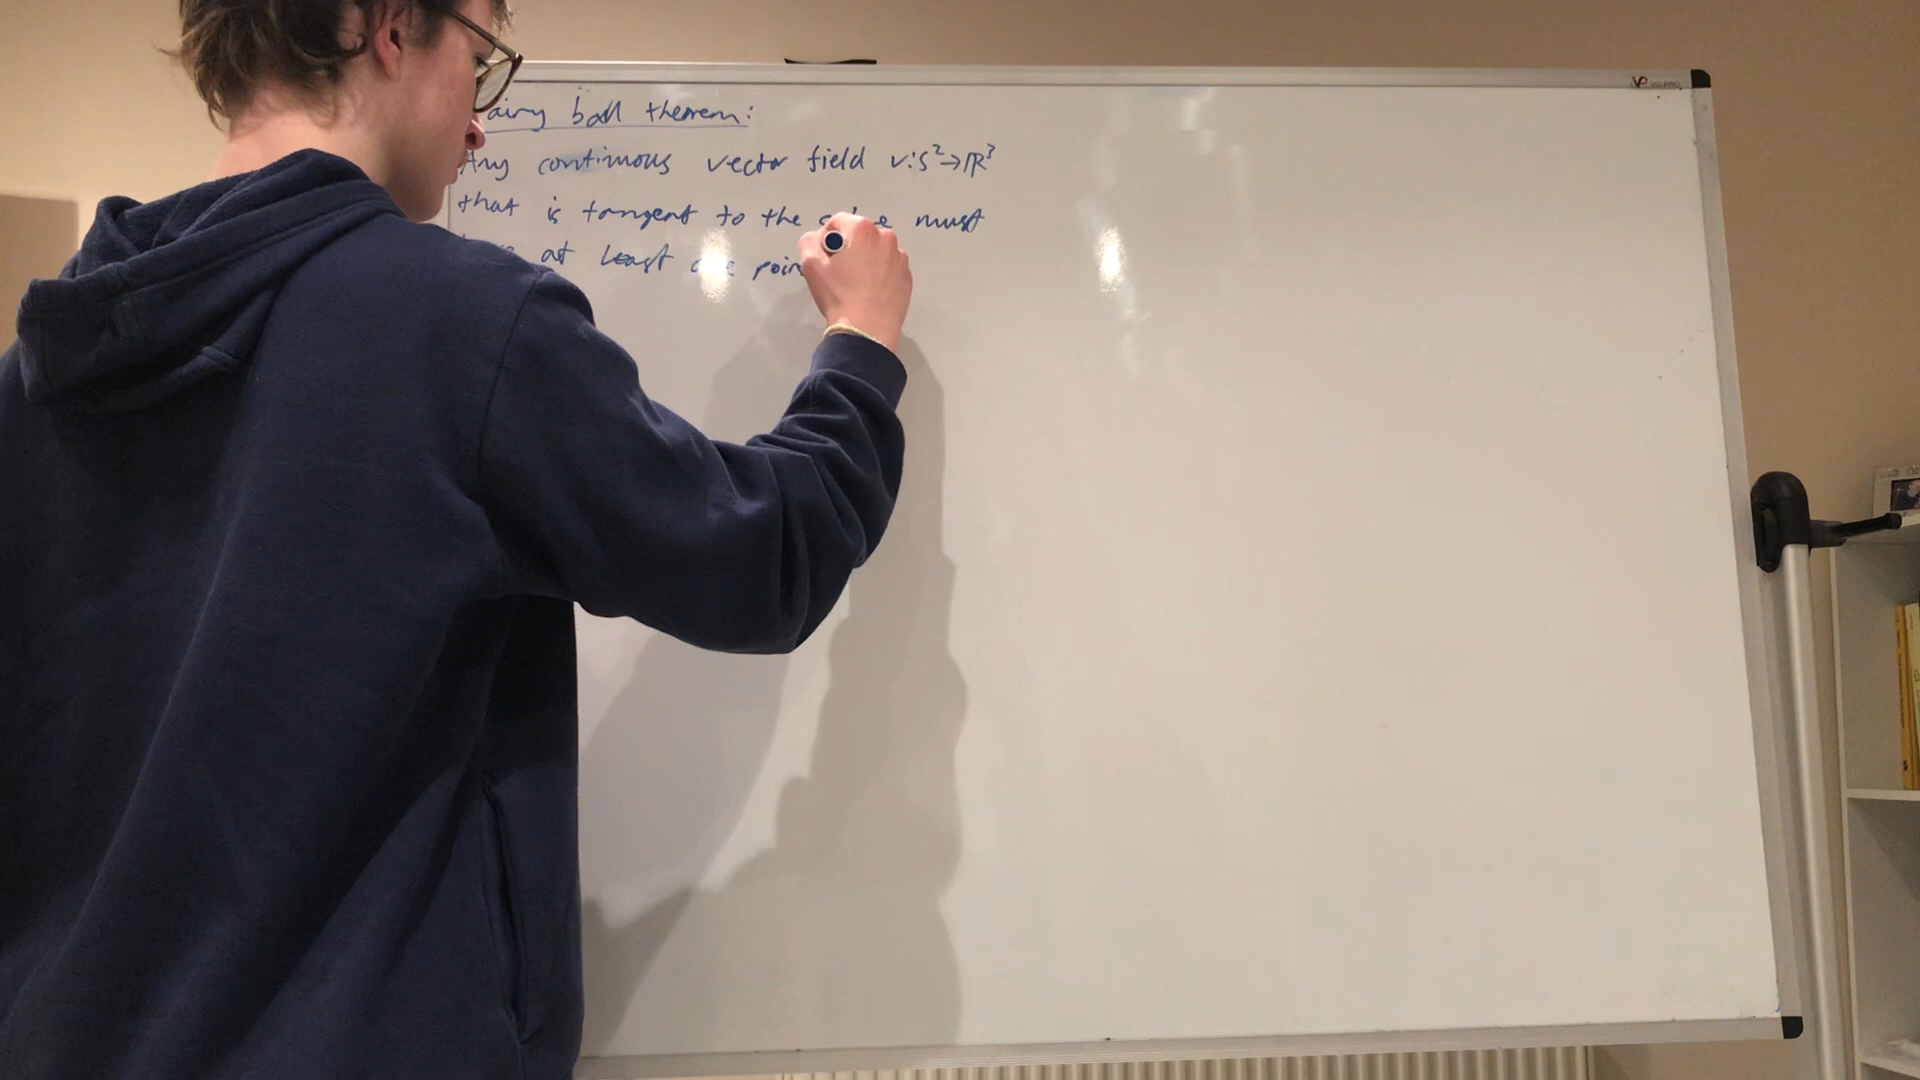 airy ball theorem:
Any continuous vector field v:S²→ℝ³
that is tangent to the must
at least point